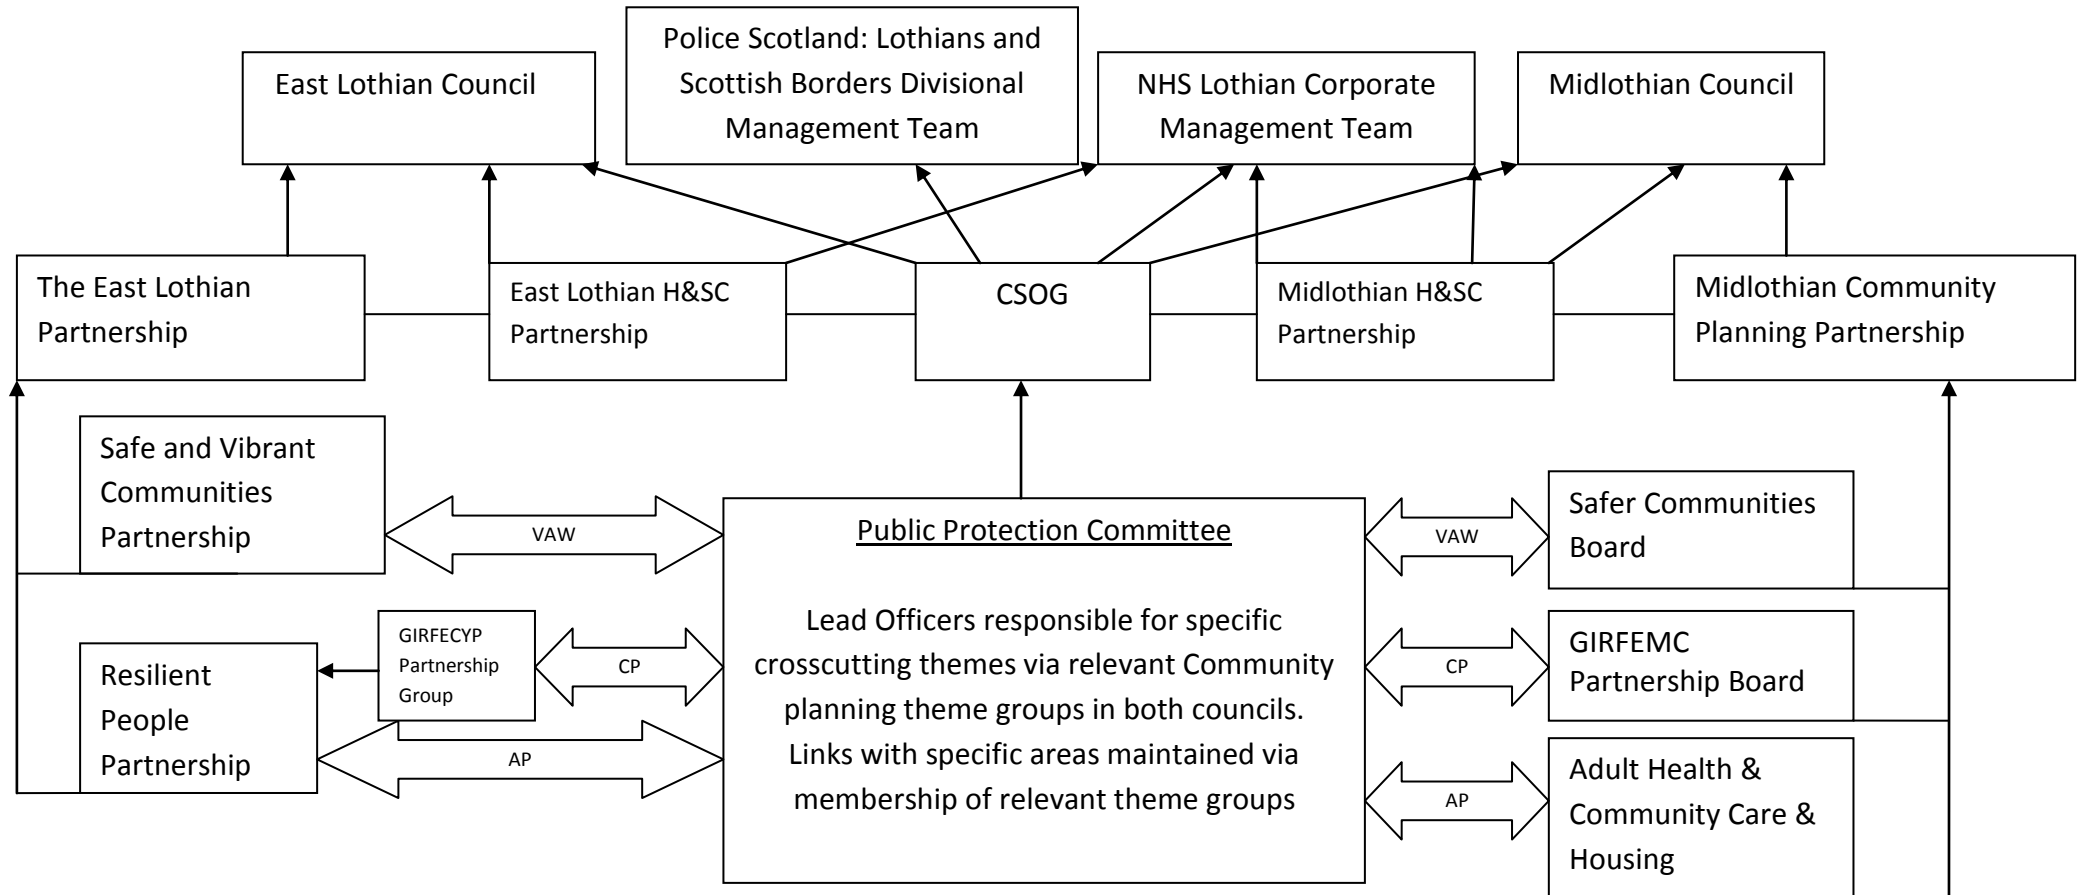 East Lothian Council
Police Scotland: Lothians and
Scottish Borders Divisional
Management Team
NHS Lothian Corporate
Management Team
Midlothian Council
The East Lothian
Partnership
East Lothian H&SC
Partnership
CSOG
Midlothian H&SC
Partnership
Midlothian Community
Planning Partnership
Safe and Vibrant
Communities
Partnership
VAW
Public Protection Committee
Lead Officers responsible for specific
crosscutting themes via relevant Community
planning theme groups in both councils.
Links with specific areas maintained via
membership of relevant theme groups
VAW
Safer Communities
Board
Resilient
People
Partnership
GIRFECYP
Partnership
Group
CP
CP
GIRFEMC
Partnership Board
AP
AP
Adult Health &
Community Care &
Housing